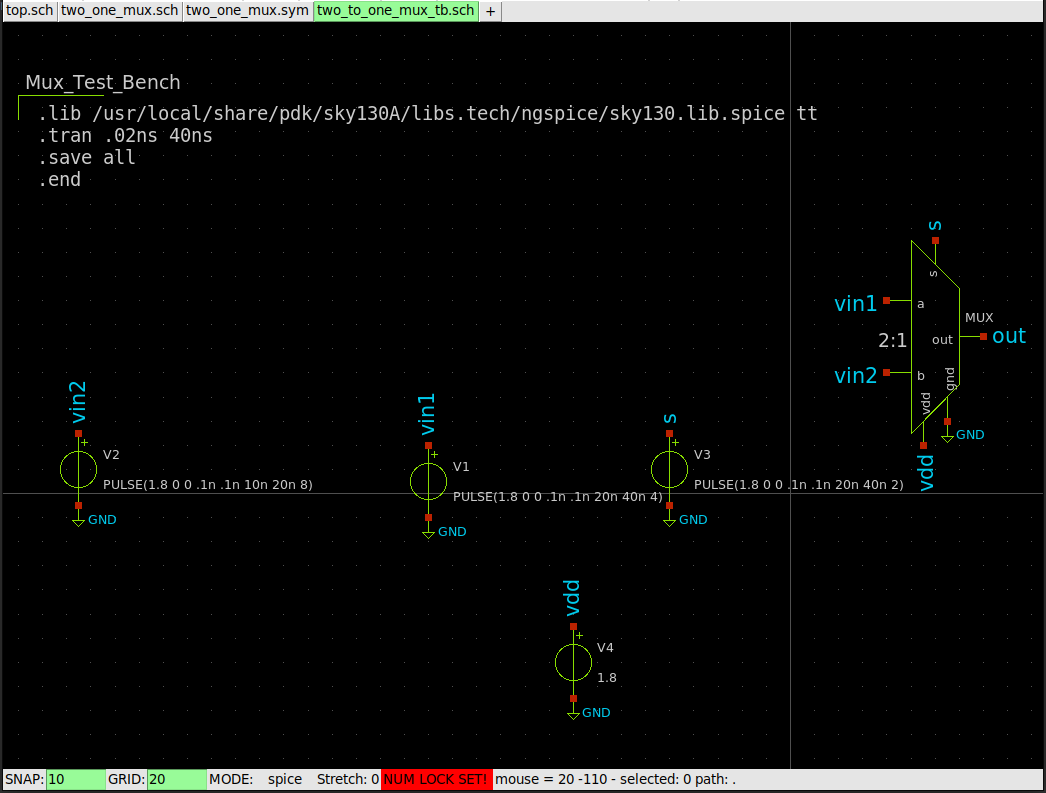 top.sch two_one_mux.sch two_one_mux.sym two_to_one_mux_tb.sch +
Mux_Test_Bench
.lib /usr/local/share/pdk/sky130A/libs.tech/ngspice/sky130.lib.spice tt
.tran .02ns 40ns
.save all
.end
s
s
vin1
a
MUX
2:1
out
out
vin2
b
gnd
vdd
GND
vdd
vin2
V2
PULSE(1.8 0 0 .1n .1n 10n 20n 8)
GND
vin1
V1
PULSE(1.8 0 0 .1n .1n 20n 40n 4)
GND
s
V3
PULSE(1.8 0 0 .1n .1n 20n 40n 2)
GND
vdd
V4
1.8
GND
SNAP: 10 GRID: 20 MODE: spice Stretch: 0 NUM LOCK SET! mouse = 20 -110 - selected: 0 path: .